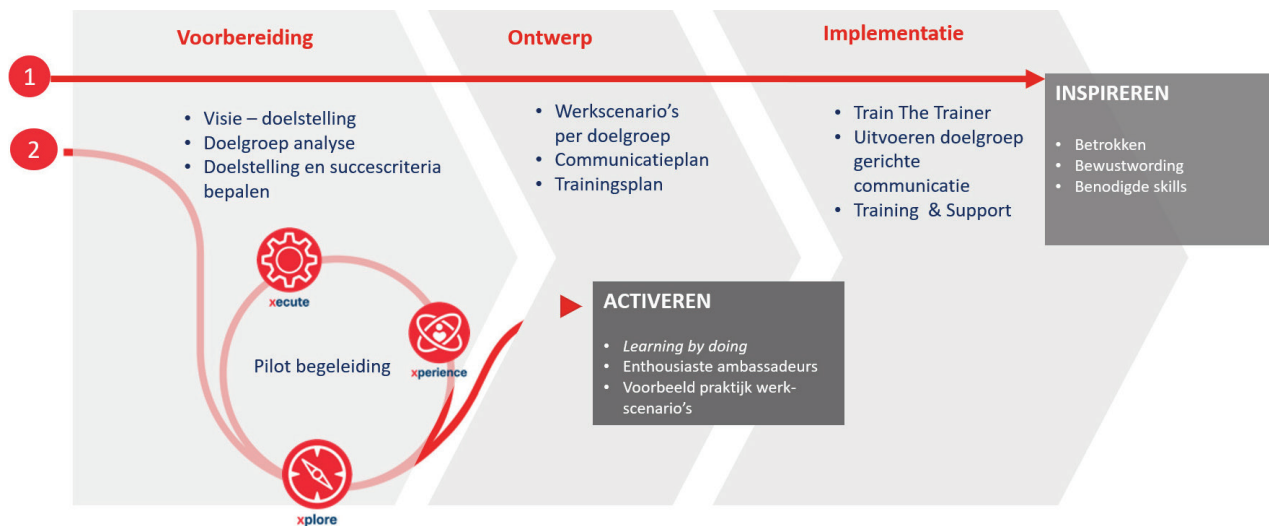 Voorbereiding
Ontwerp
Implementatie
1
2
• Visie – doelstelling
• Doelgroep analyse
• Doelstelling en succescriteria
bepalen
• Werkscenario’s
per doelgroep
• Communicatieplan
• Trainingsplan
• Train The Trainer
• Uitvoeren doelgroep
gerichte
communicatie
• Training & Support
INSPIREREN
• Betrokken
• Bewustwording
• Benodigde skills
xecute
xperience
Pilot begeleiding
xplore
ACTIVEREN
• Learning by doing
• Enthousiaste ambassadeurs
• Voorbeeld praktijk werk-
scenario’s